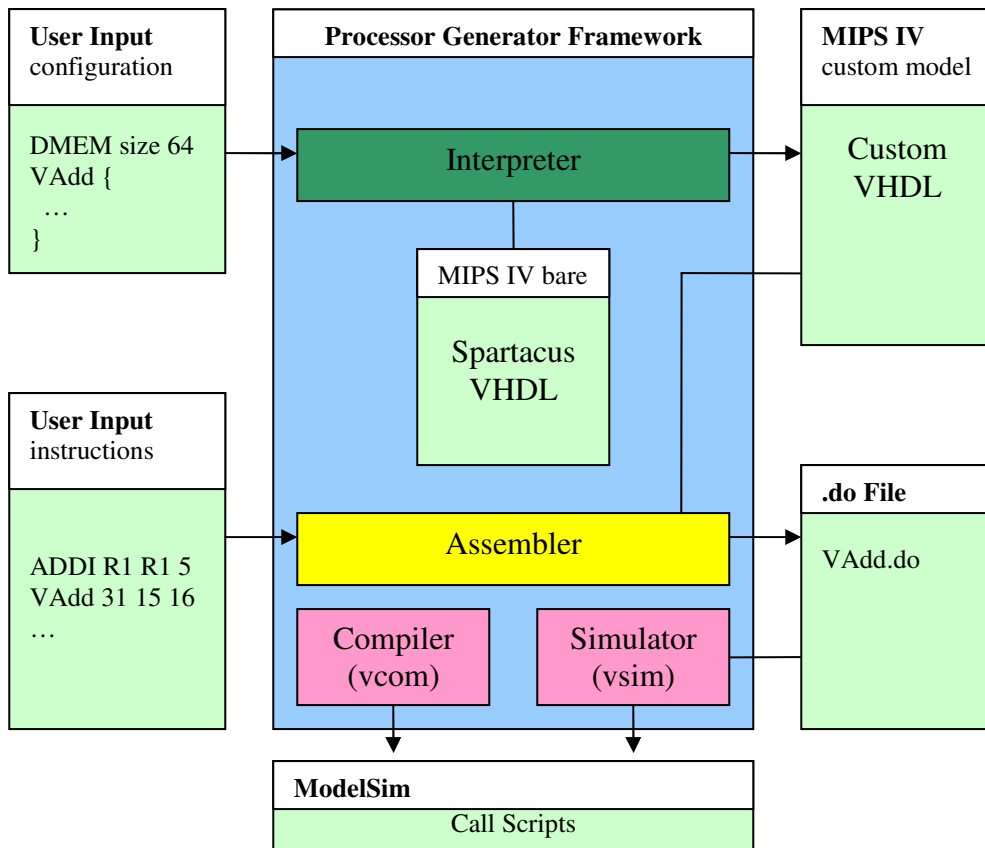 User Input
configuration
DMEM size 64
VAdd {
…
}
Processor Generator Framework
Interpreter
MIPS IV bare
Spartacus
VHDL
MIPS IV
custom model
Custom
VHDL
User Input
instructions
ADDI R1 R1 5
VAdd 31 15 16
…
Assembler
Compiler
(vcom)
Simulator
(vsim)
.do File
VAdd.do
ModelSim
Call Scripts